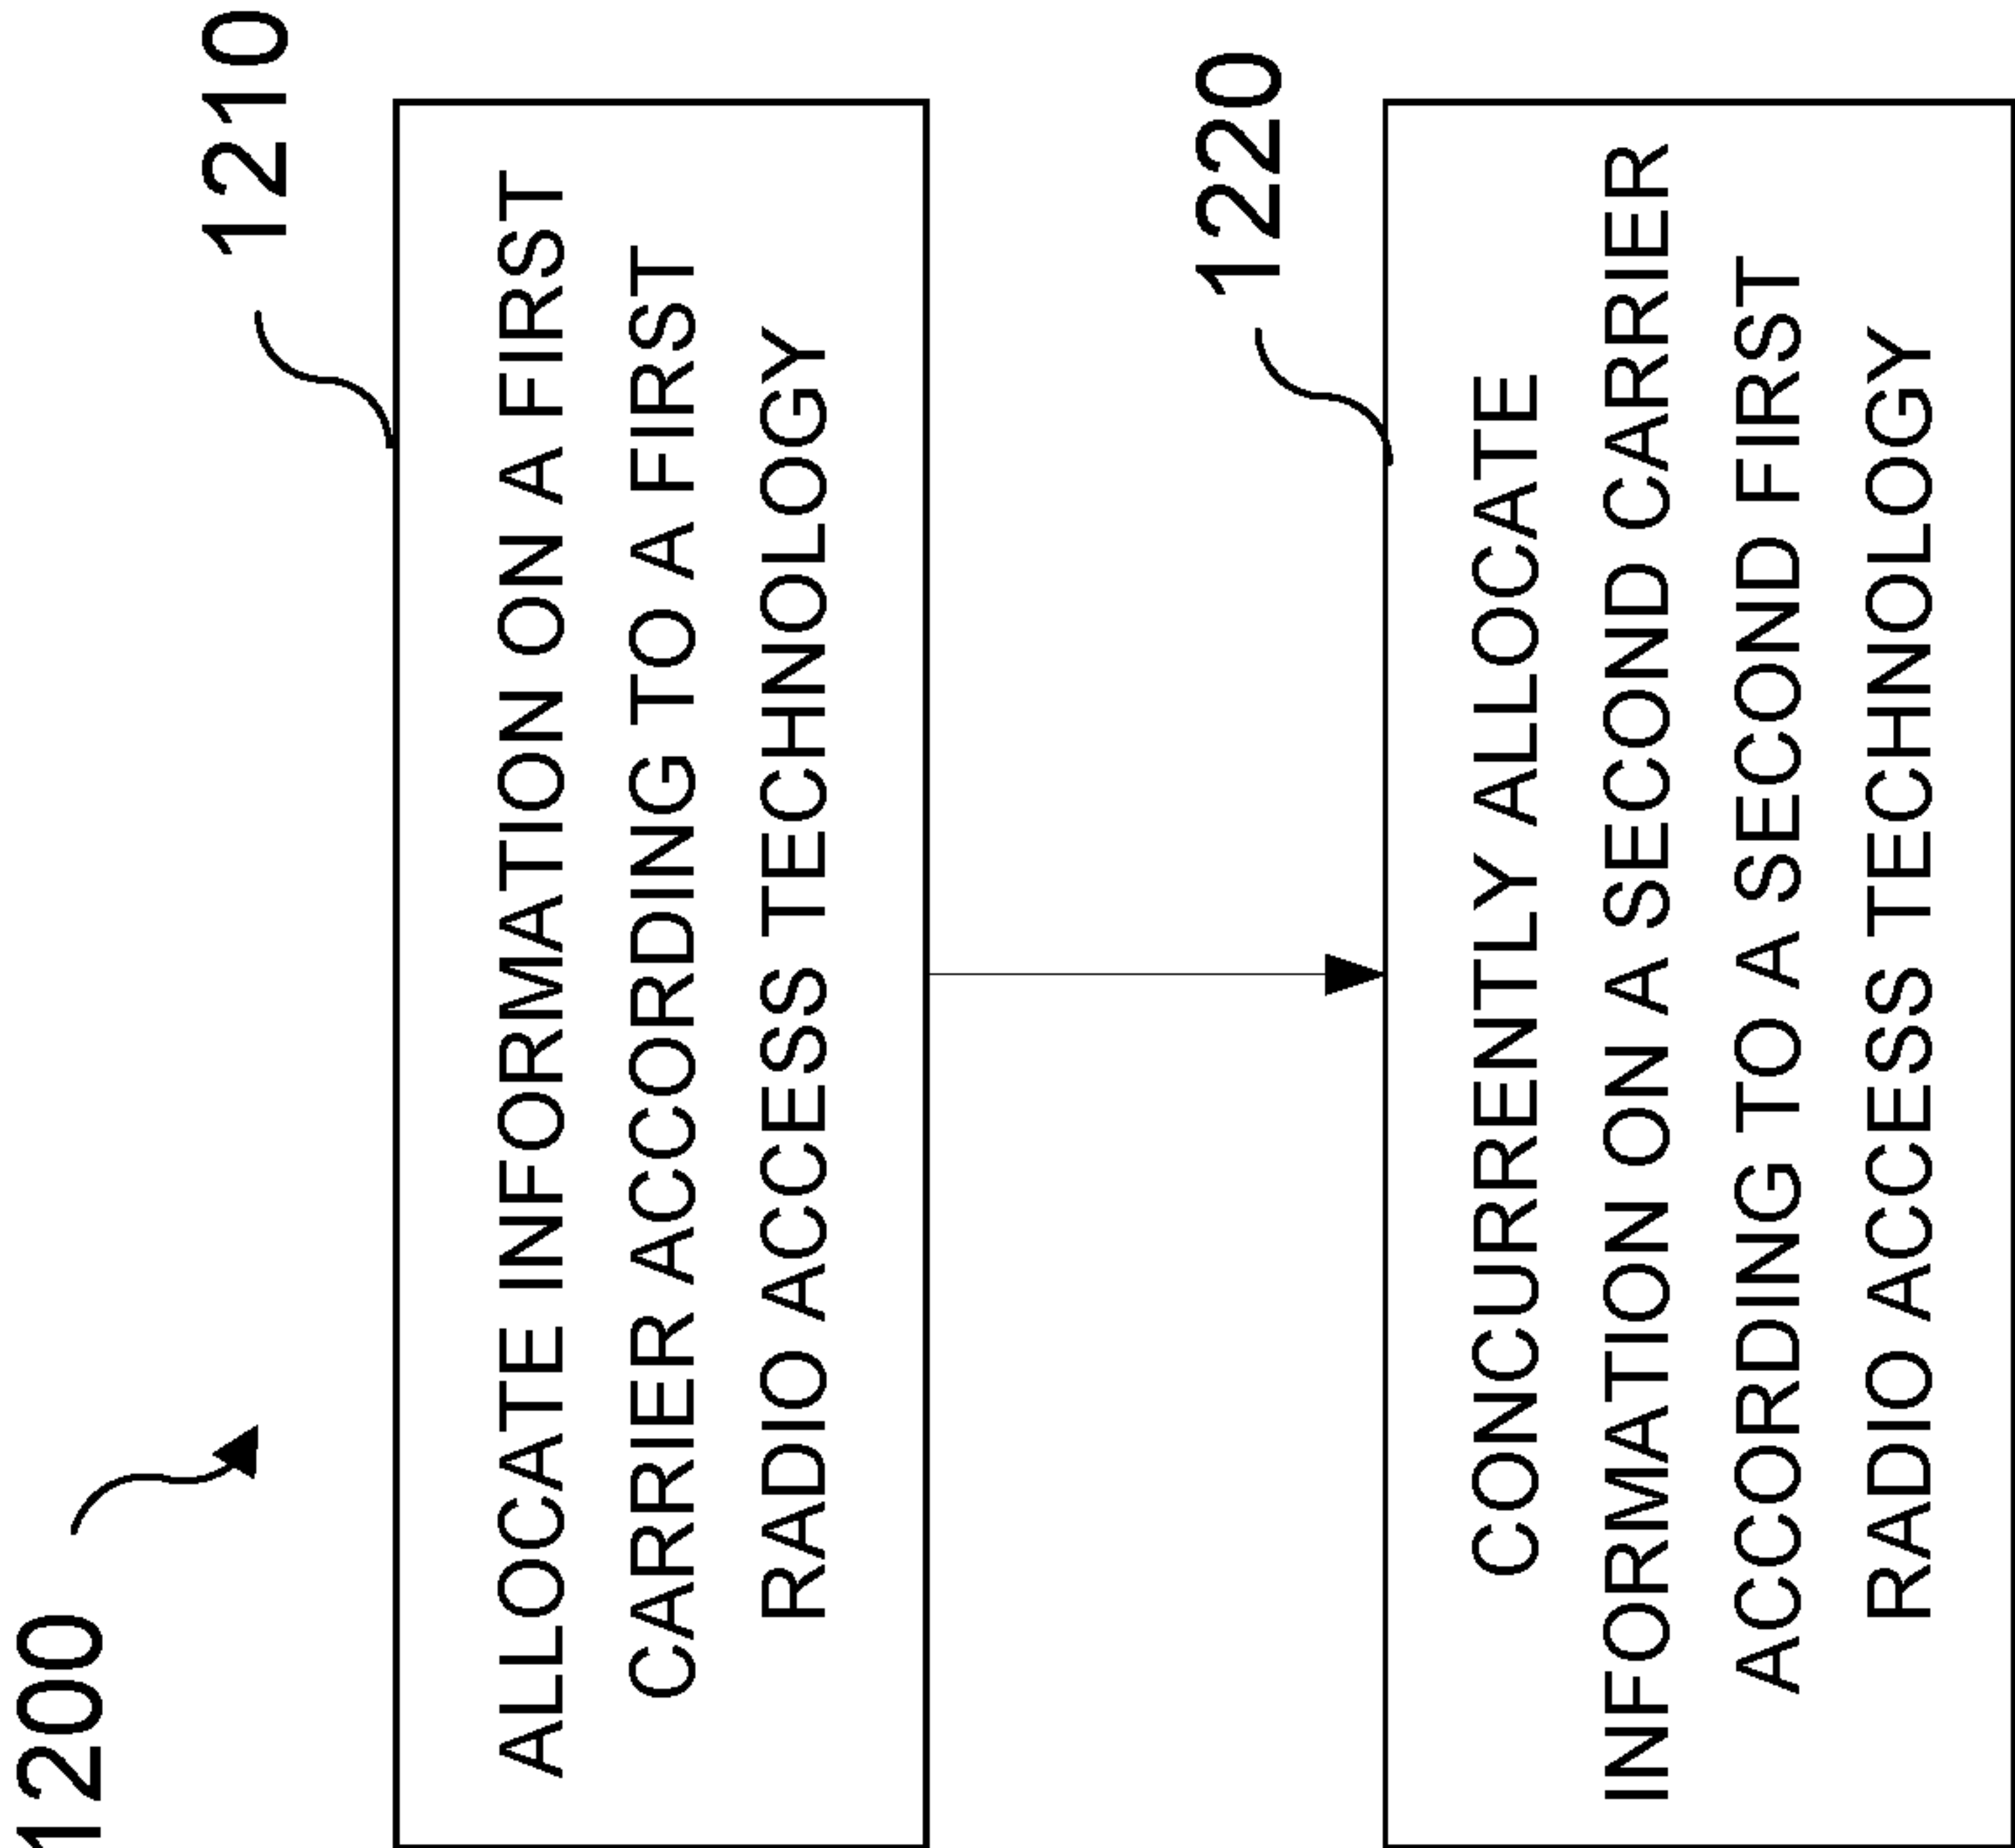 1200
1210
ALLOCATE INFORMATION ON A FIRST
CARRIER ACCORDING TO A FIRST
RADIO ACCESS TECHNOLOGY
1220
CONCURRENTLY ALLOCATE
INFORMATION ON A SECOND CARRIER
ACCORDING TO A SECOND FIRST
RADIO ACCESS TECHNOLOGY